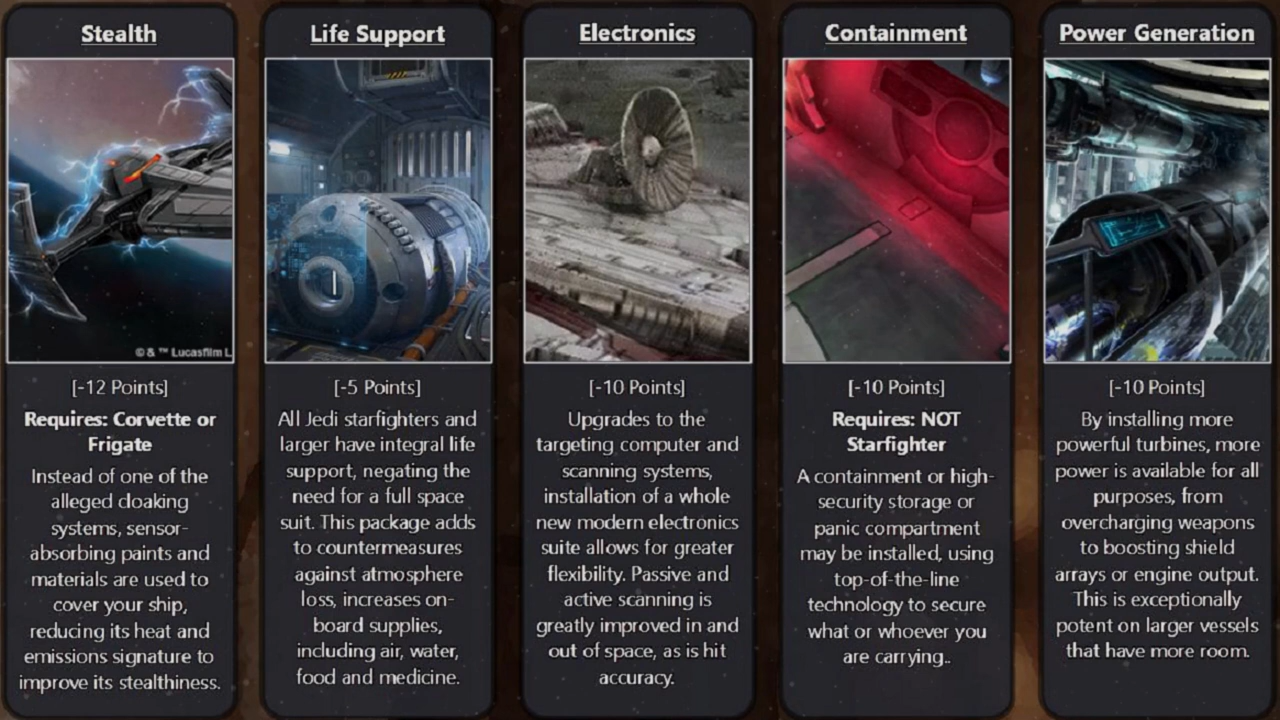 Stealth
© & ™ Lucasfilm L
[-12 Points]
Requires: Corvette or
Frigate
Instead of one of the
alleged cloaking
systems, sensor-
absorbing paints and
materials are used to
cover your ship,
reducing its heat and
emissions signature to
improve its stealthiness.
Life Support
[-5 Points]
All Jedi starfighters and
larger have integral life
support, negating the
need for a full space
suit. This package adds
to countermeasures
against atmosphere
loss, increases on-
board supplies,
including air, water,
food and medicine.
Electronics
[-10 Points]
Upgrades to the
targeting computer and
scanning systems,
installation of a whole
new modern electronics
suite allows for greater
flexibility. Passive and
active scanning is
greatly improved in and
out of space, as is hit
accuracy.
Containment
[-10 Points]
Requires: NOT
Starfighter
A containment or high-
security storage or
panic compartment
may be installed, using
top-of-the-line
technology to secure
what or whoever you
are carrying..
Power Generation
[-10 Points]
By installing more
powerful turbines, more
power is available for all
purposes, from
overcharging weapons
to boosting shield
arrays or engine output.
This is exceptionally
potent on larger vessels
that have more room.